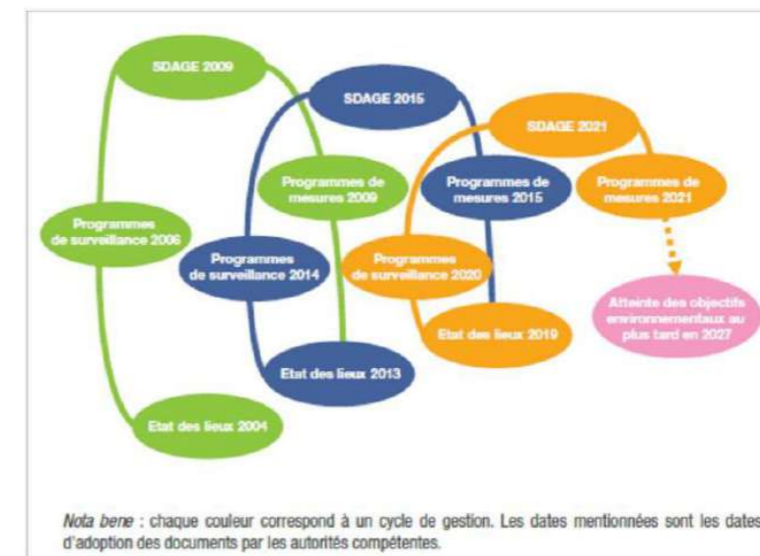 SDAGE 2009
SDAGE 2015
SDAGE 2021
Programmes de
mesures 2009
Programmes de
mesures 2015
Programmes de
mesures 2021
Programmes
de surveillance 2006
Programmes
de surveillance 2014
Programmes
de surveillance 2020
Atteinte des objectifs
environnementaux au
plus tard en 2027
Etat des lieux 2019
Etat des lieux 2013
Etat des lieux 2004
Nota bene : chaque couleur correspond à un cycle de gestion. Les dates mentionnées sont les dates
d'adoption des documents par les autorités compétentes.